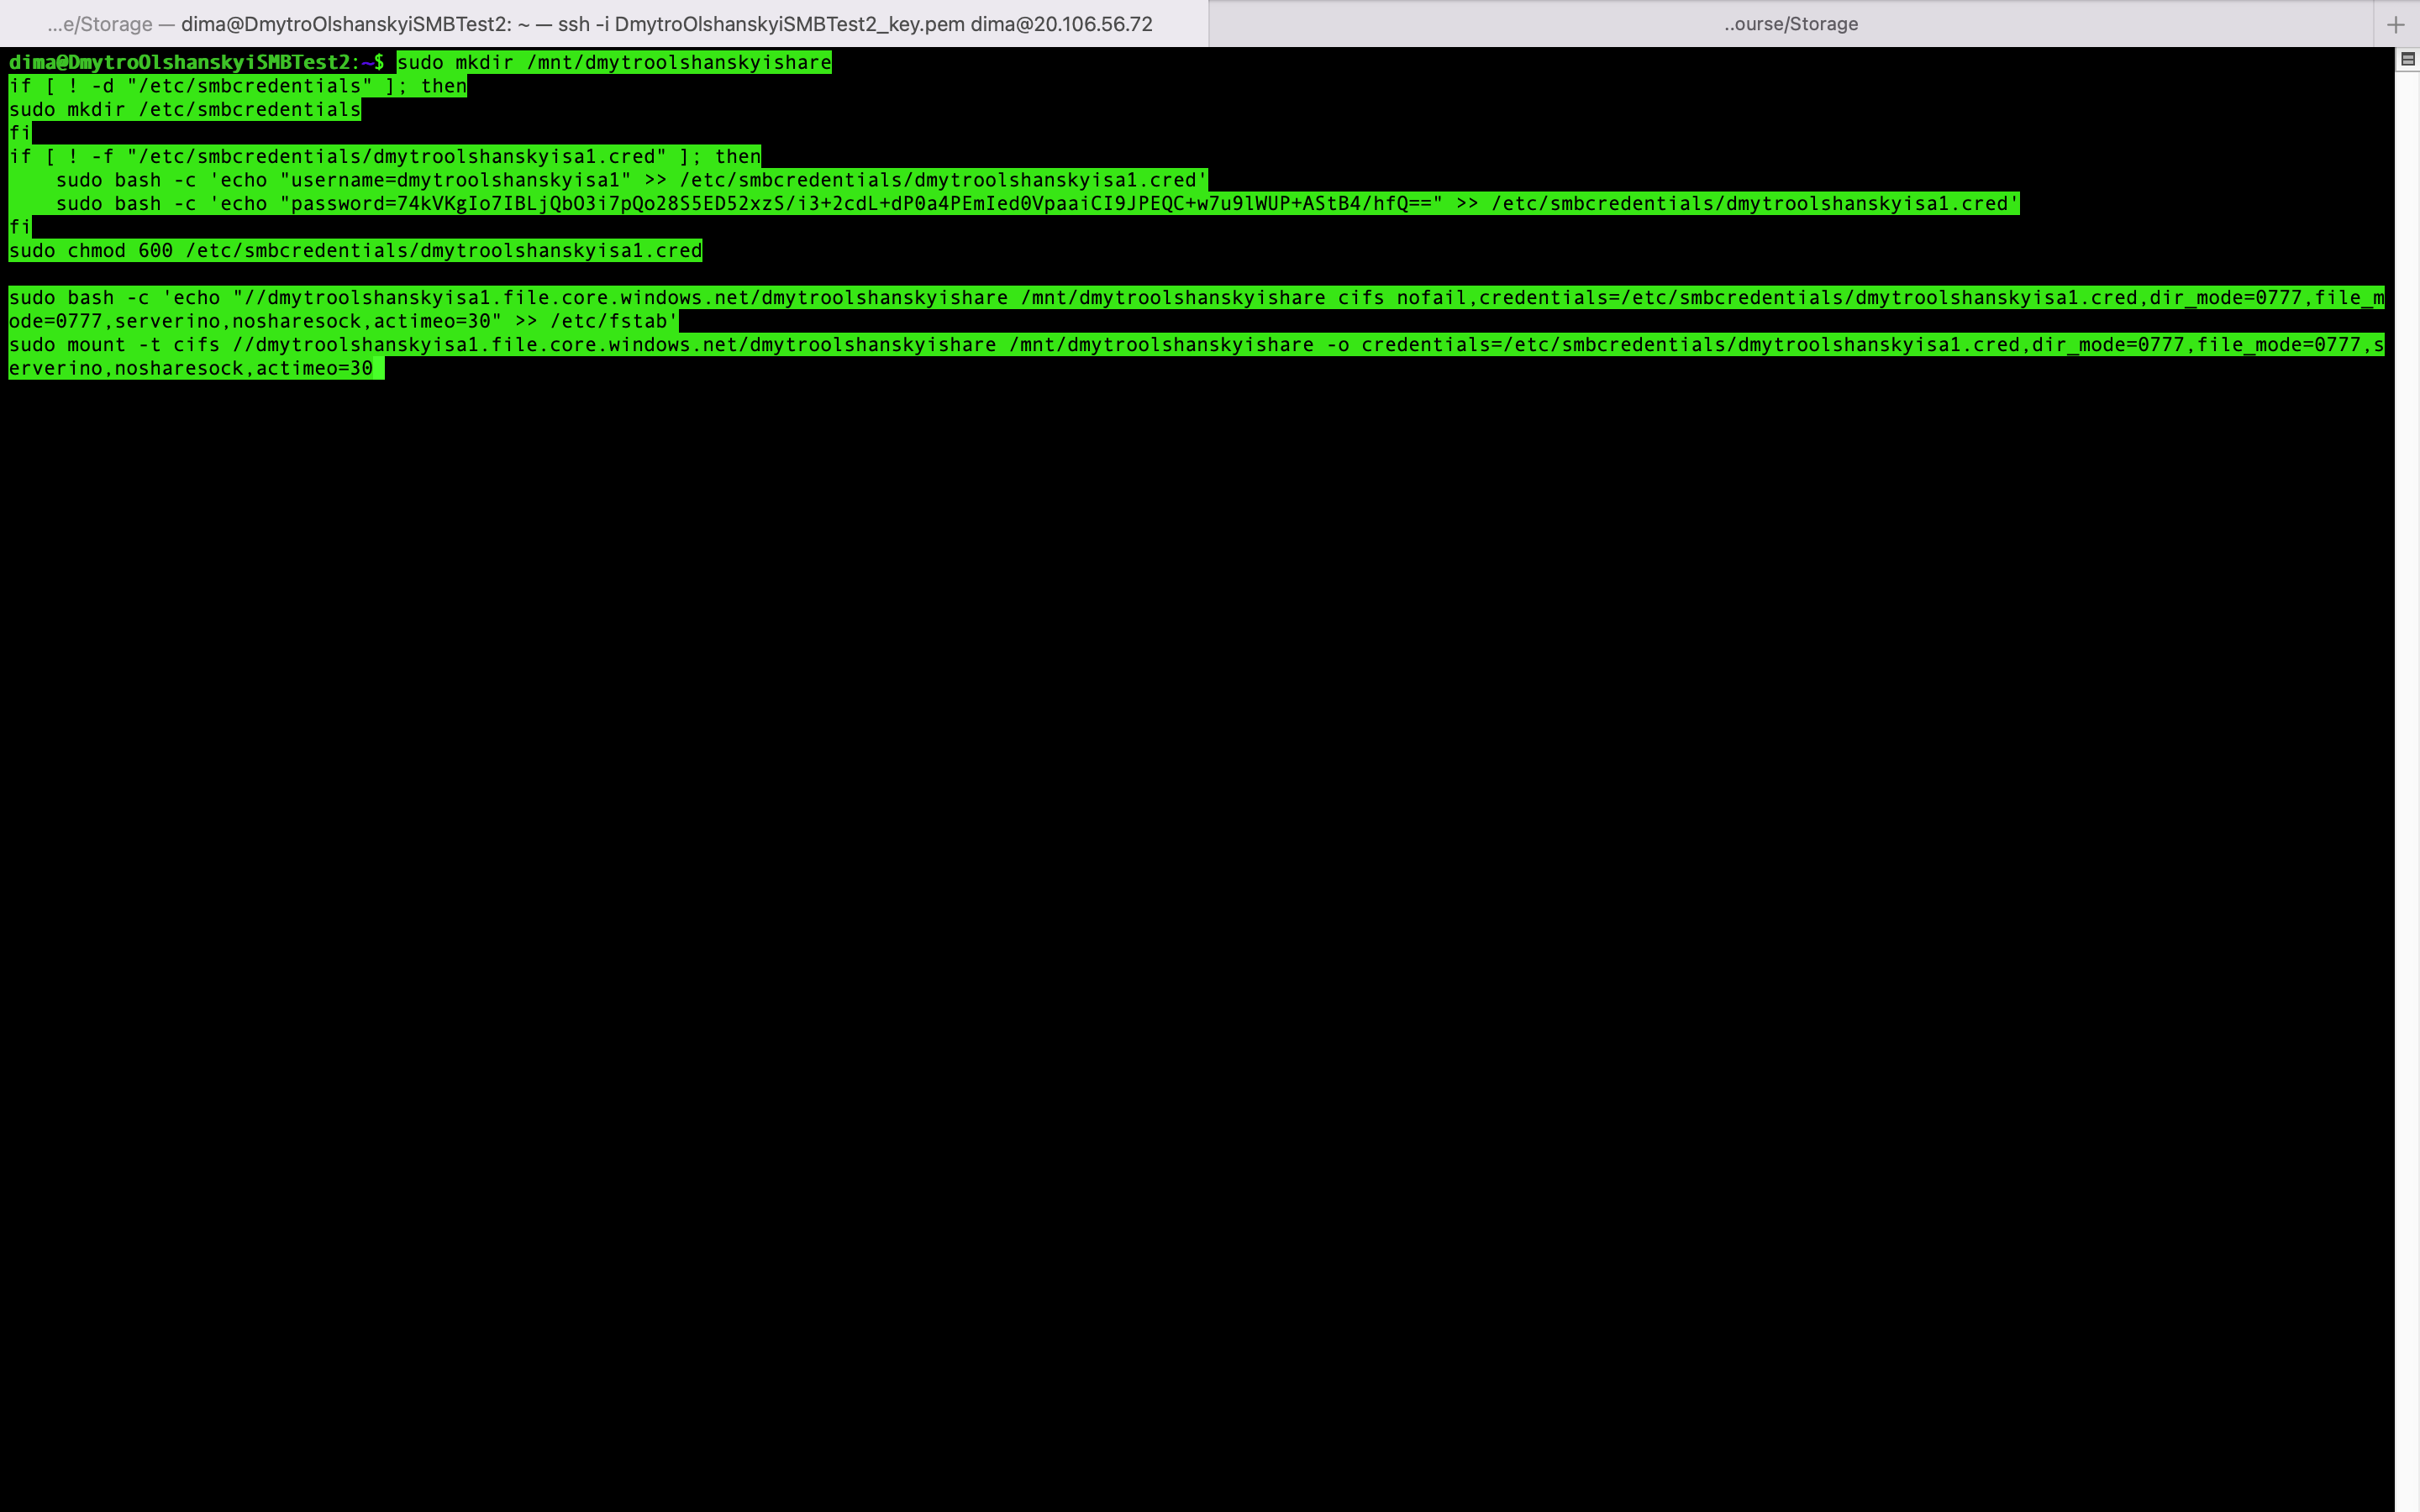 ...e/Storage — dima@DmytroOlshanskyiSMBTest2: ~ — ssh -i DmytroOlshanskyiSMBTest2_key.pem dima@20.106.56.72
..ourse/Storage
dima@DmytroOlshanskyiSMBTest2:~$ sudo mkdir /mnt/dmytroolshanskyishare
if [ ! -d "/etc/smbcredentials" ]; then
sudo mkdir /etc/smbcredentials
fi
if [ ! -f "/etc/smbcredentials/dmytroolshanskyisa1.cred" ]; then
    sudo bash -c 'echo "username=dmytroolshanskyisa1" >> /etc/smbcredentials/dmytroolshanskyisa1.cred'
    sudo bash -c 'echo "password=74kVKgIo7IBLjQbO3i7pQo28S5ED52xzS/i3+2cdL+dP0a4PEmIed0VpaaiCI9JPEQC+w7u9lWUP+AStB4/hfQ==" >> /etc/smbcredentials/dmytroolshanskyisa1.cred'
fi
sudo chmod 600 /etc/smbcredentials/dmytroolshanskyisa1.cred
sudo bash -c 'echo "//dmytroolshanskyisa1.file.core.windows.net/dmytroolshanskyishare /mnt/dmytroolshanskyishare cifs nofail,credentials=/etc/smbcredentials/dmytroolshanskyisa1.cred,dir_mode=0777,file_m
ode=0777,serverino,nosharesock,actimeo=30" >> /etc/fstab'
sudo mount -t cifs //dmytroolshanskyisa1.file.core.windows.net/dmytroolshanskyishare /mnt/dmytroolshanskyishare -o credentials=/etc/smbcredentials/dmytroolshanskyisa1.cred,dir_mode=0777,file_mode=0777,s
erverino,nosharesock,actimeo=30